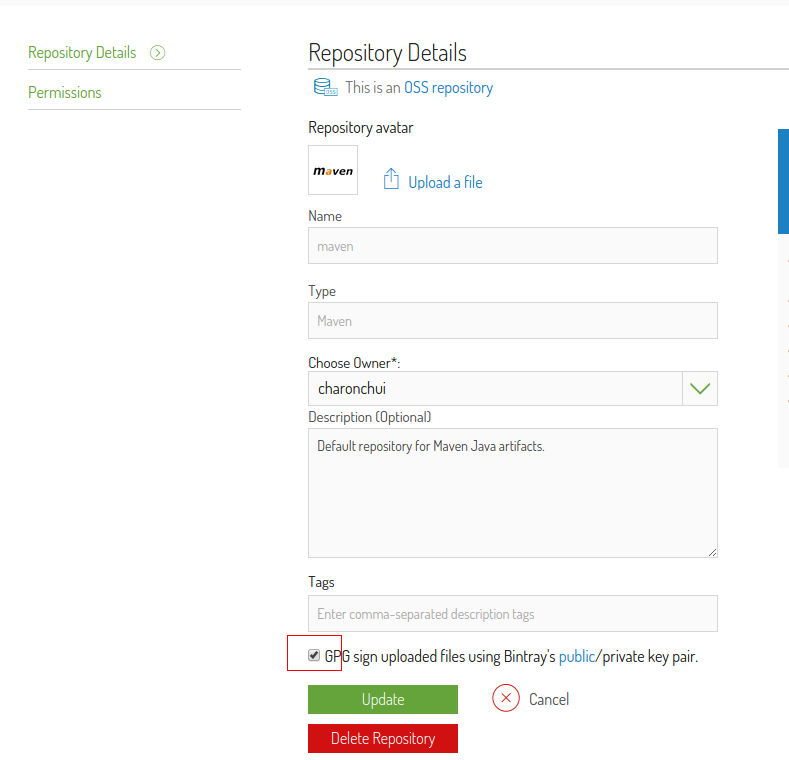 Repository Details
Permissions
Repository Details
OSS
This is an OSS repository
Repository avatar
maven
Upload a file
Name
maven
Type
Maven
Choose Owner*:
charonchui
Description (Optional)
Default repository for Maven Java artifacts.
Tags
Enter comma-separated description tags
GPG sign uploaded files using Bintray's public/private key pair.
Update
Cancel
Delete Repository